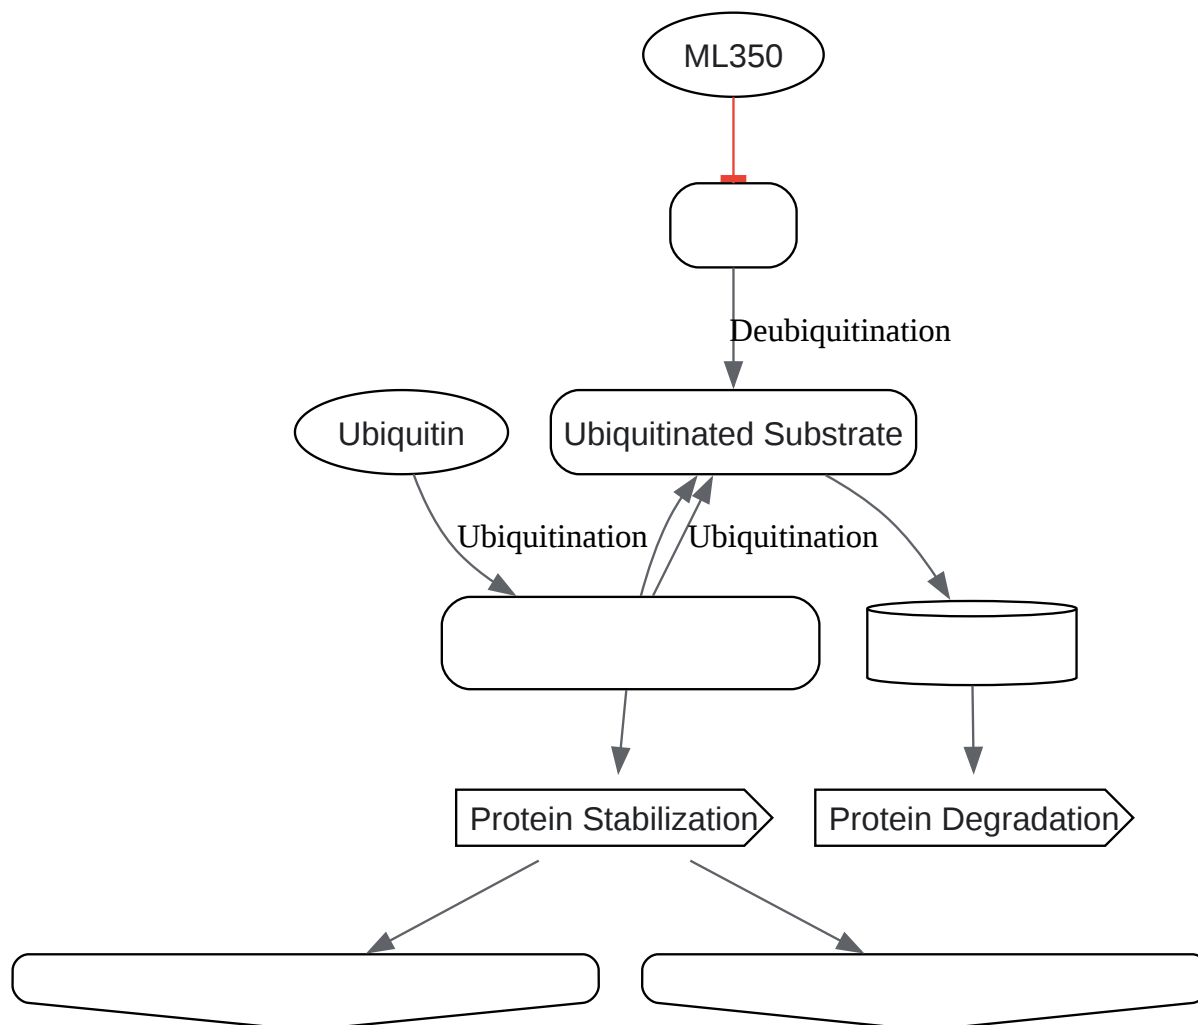 ML350
Deubiquitination
Ubiquitin
Ubiquitinated Substrate
Ubiquitination
Ubiquitination
Protein Stabilization
Protein Degradation